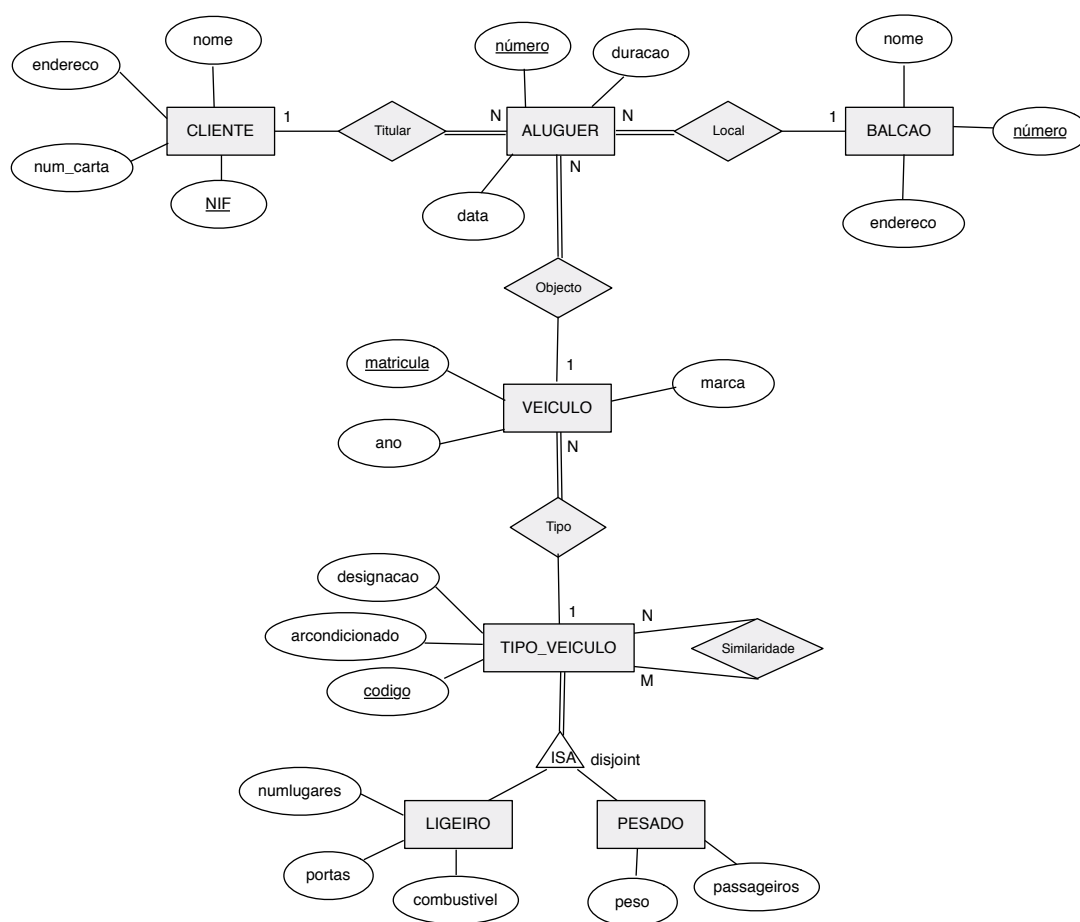 nome
endereco
CLIENTE
num_carta
NIF
1
Titular
N
número
duracao
ALUGUER
data
N
N
Local
1
nome
BALCAO
número
endereco
Objecto
1
matricula
marca
VEICULO
ano
N
Tipo
1
designacao
arcondicionado
TIPO_VEICULO
codigo
N
Similaridade
M
ISA
disjoint
numlugares
LIGEIRO
portas
combustivel
PESADO
peso
passageiros